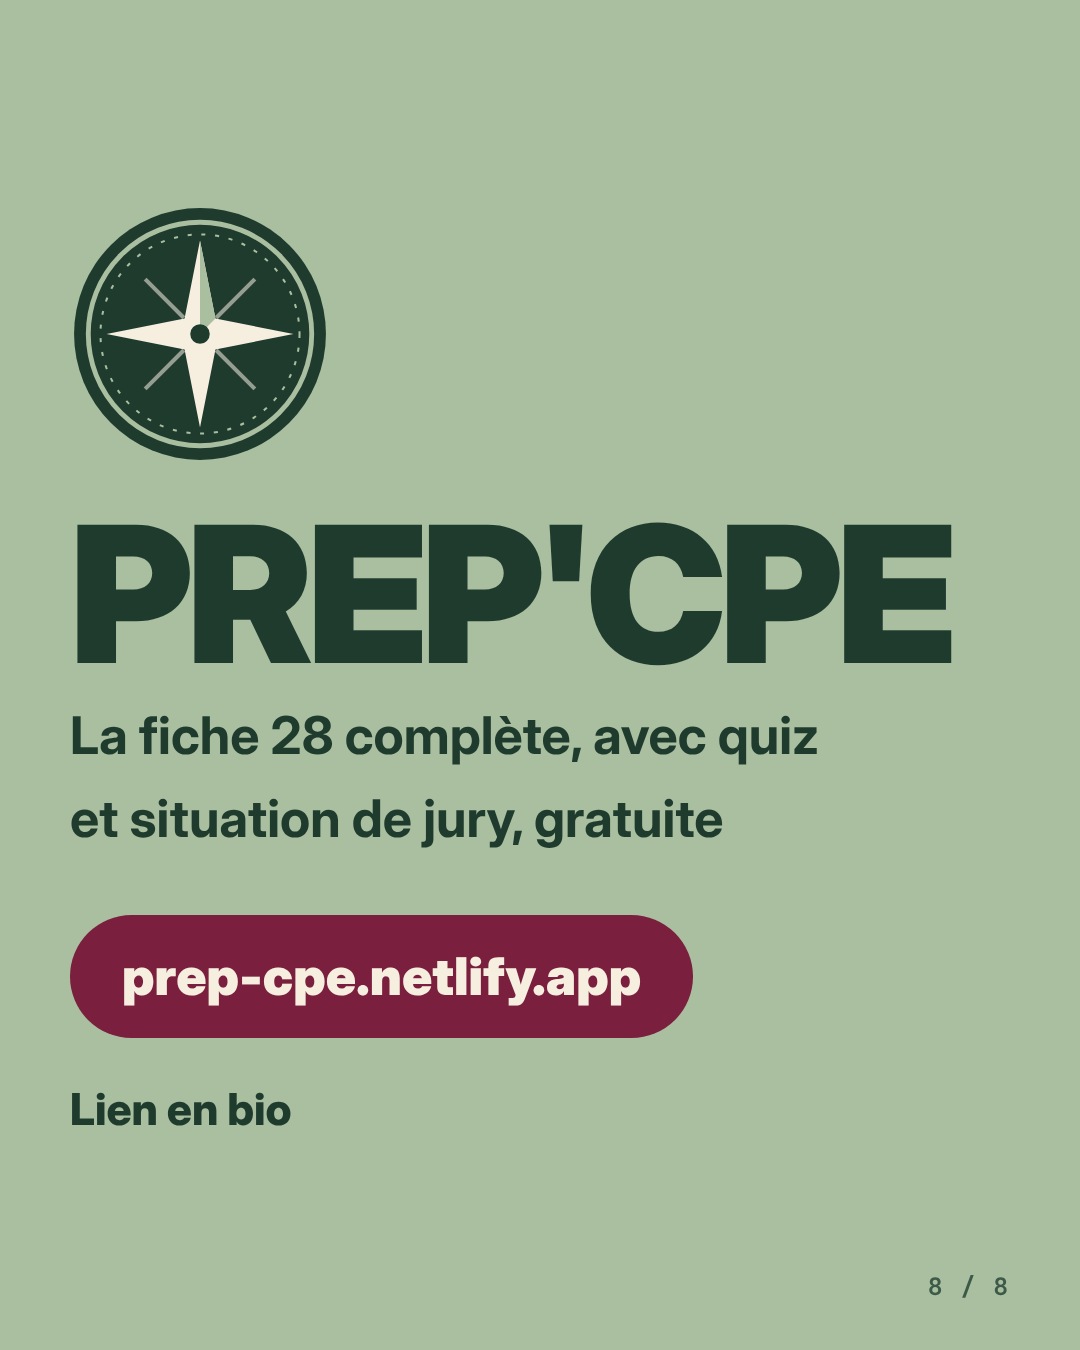 PREP'CPE
La fiche 28 complète, avec quiz
et situation de jury, gratuite
prep-cpe.netlify.app
Lien en bio
8 / 8